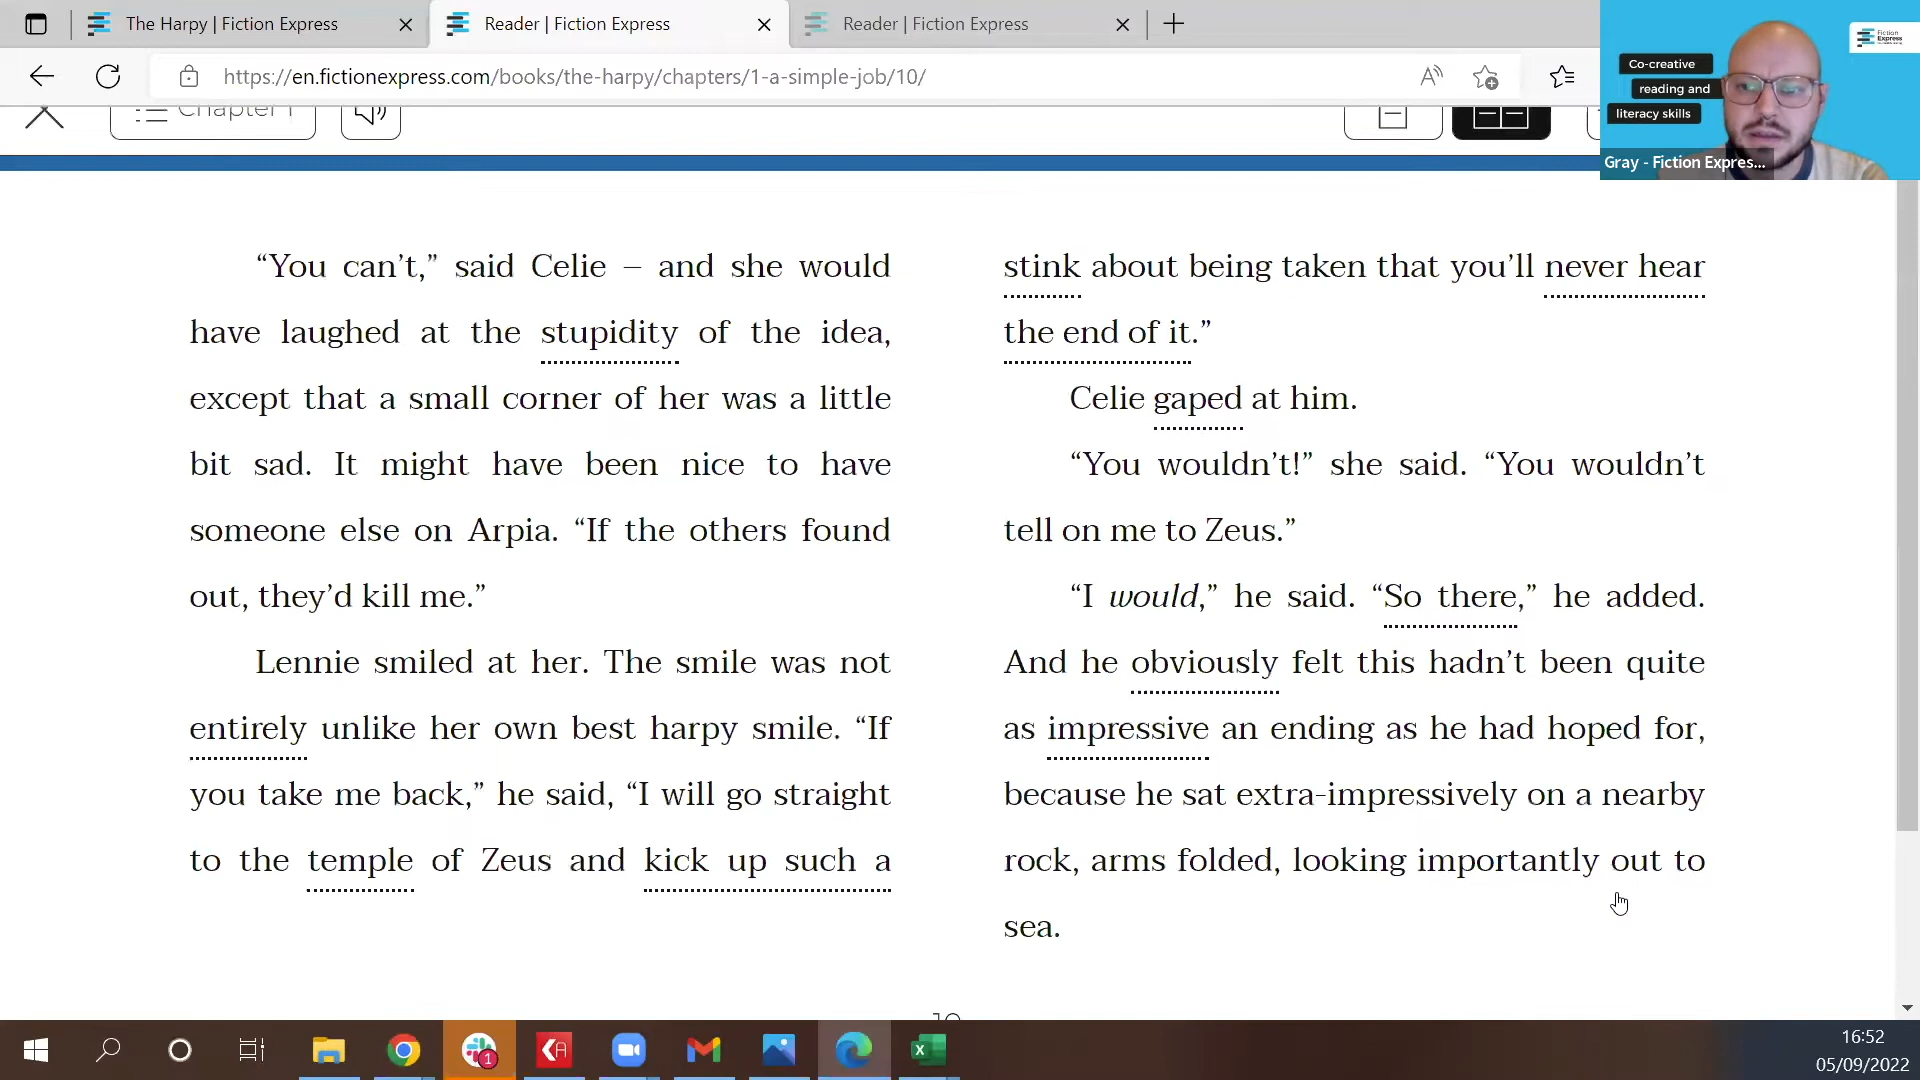 The Harpy | Fiction Express
Reader | Fiction Express
Reader | Fiction Express
https://en.fictionexpress.com/books/the-harpy/chapters/1-a-simple-job/10/
Fiction
Express
Co-creative
reading and
literacy skills
Gray - Fiction Expres...
Chapter 1
“You can’t,” said Celie – and she would
have laughed at the stupidity of the idea,
except that a small corner of her was a little
bit sad. It might have been nice to have
someone else on Arpia. “If the others found
out, they’d kill me.”
Lennie smiled at her. The smile was not
entirely unlike her own best harpy smile. “If
you take me back,” he said, “I will go straight
to the temple of Zeus and kick up such a
stink about being taken that you’ll never hear
the end of it.”
Celie gaped at him.
“You wouldn’t!” she said. “You wouldn’t
tell on me to Zeus.”
“I would,” he said. “So there,” he added.
And he obviously felt this hadn’t been quite
as impressive an ending as he had hoped for,
because he sat extra-impressively on a nearby
rock, arms folded, looking importantly out to
sea.
1
16:52
05/09/2022